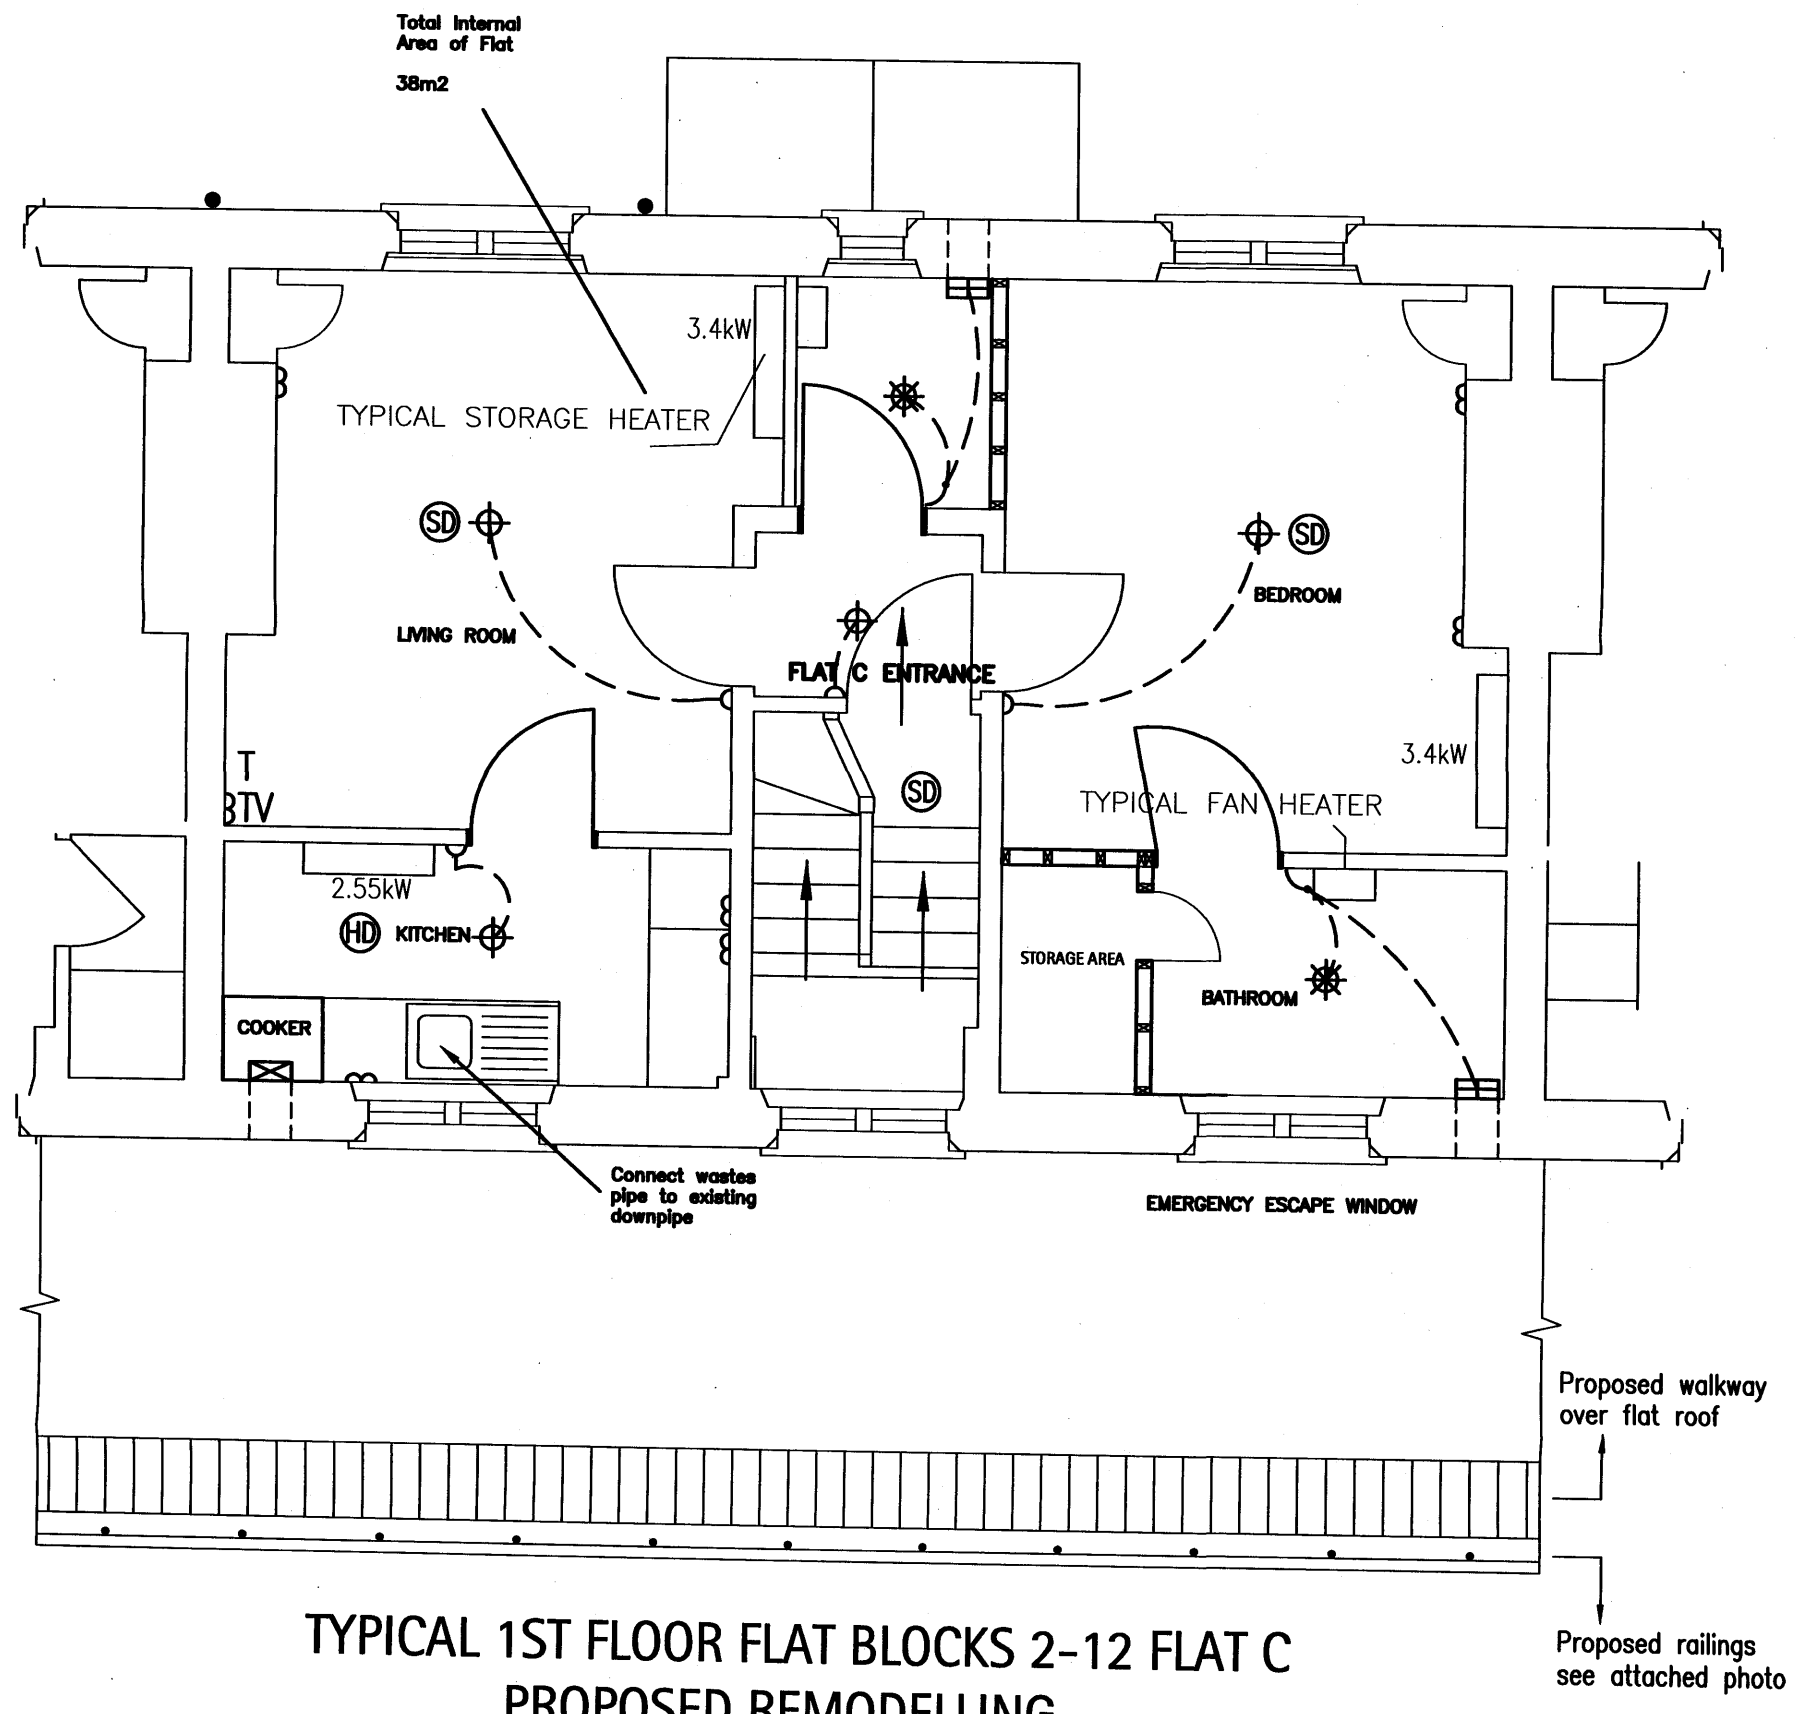 Total Internal
Area of Flat
38m2
3.4kW
TYPICAL STORAGE HEATER
SD
SD
BEDROOM
LIVING ROOM
FLAT C ENTRANCE
T
TV
3.4kW
SD
TYPICAL FAN HEATER
2.55kW
HD
KITCHEN
STORAGE AREA
BATHROOM
COOKER
Connect wastes
pipe to existing
downpipe
EMERGENCY ESCAPE WINDOW
Proposed walkway
over flat roof
Proposed railings
see attached photo
TYPICAL 1ST FLOOR FLAT BLOCKS 2-12 FLAT C
PROPOSED REMODELLING